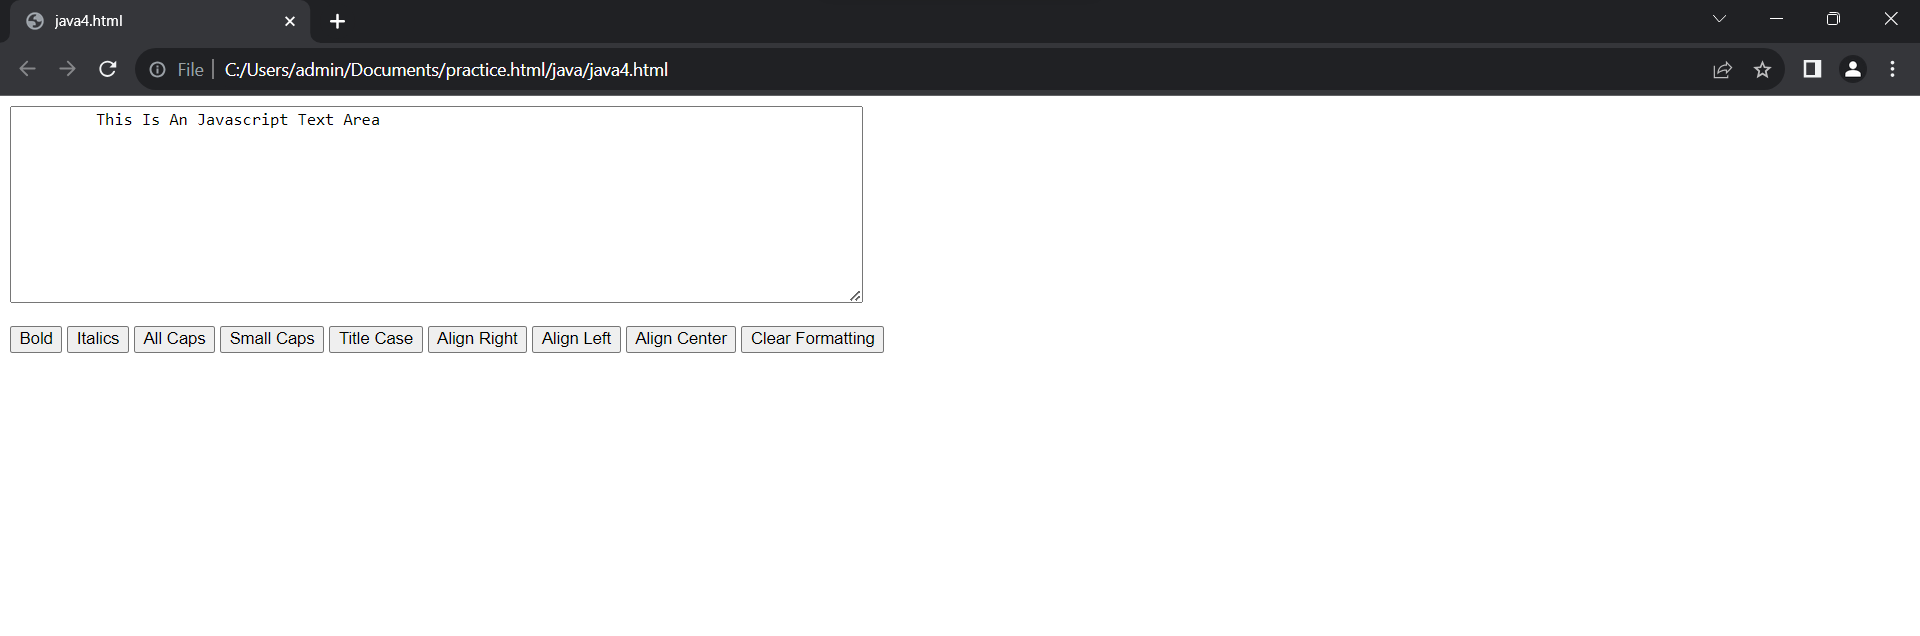 java4.html
File C:/Users/admin/Documents/practice.html/java/java4.html
This Is An Javascript Text Area
Bold Italics All Caps Small Caps Title Case Align Right Align Left Align Center Clear Formatting